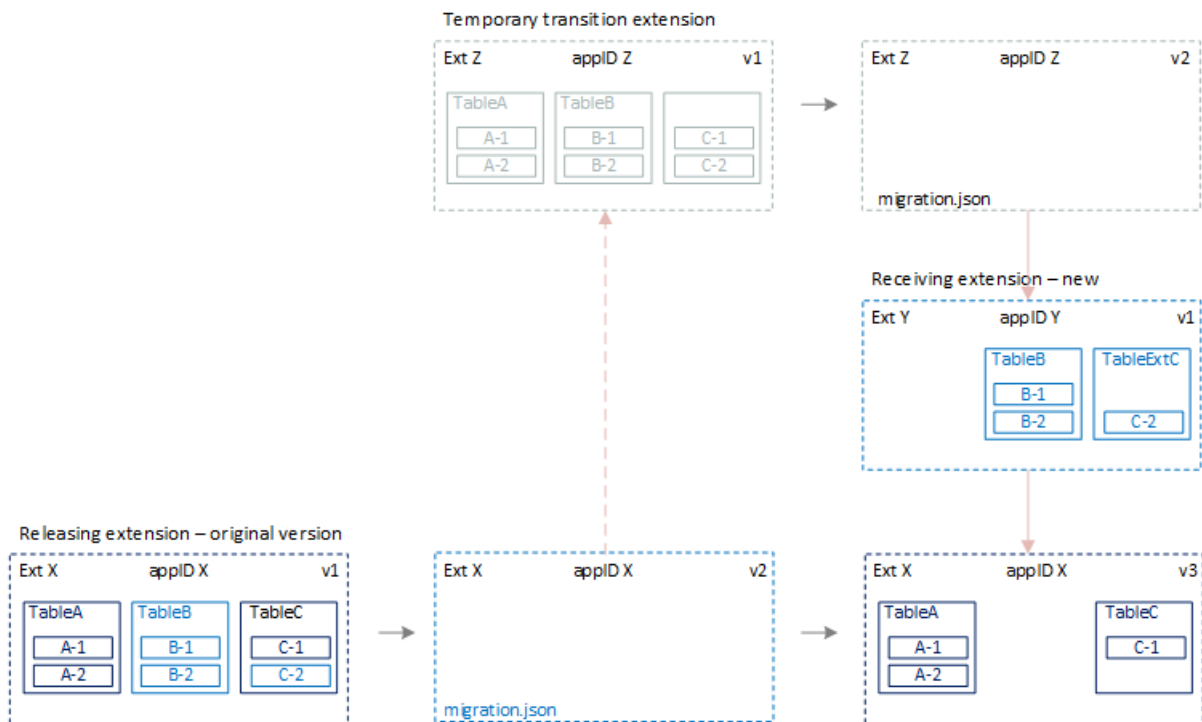 Temporary transition extension
Ext Z appID Z v1
TableA TableB
A-1 B-1 C-1
A-2 B-2 C-2
Ext Z appID Z v2
migration.json
Receiving extension – new
Ext Y appID Y v1
TableB TableExtC
B-1
B-2 C-2
Releasing extension – original version
Ext X appID X v1
TableA TableB TableC
A-1 B-1 C-1
A-2 B-2 C-2
Ext X appID X v2
migration.json
Ext X appID X v3
TableA TableC
A-1 C-1
A-2